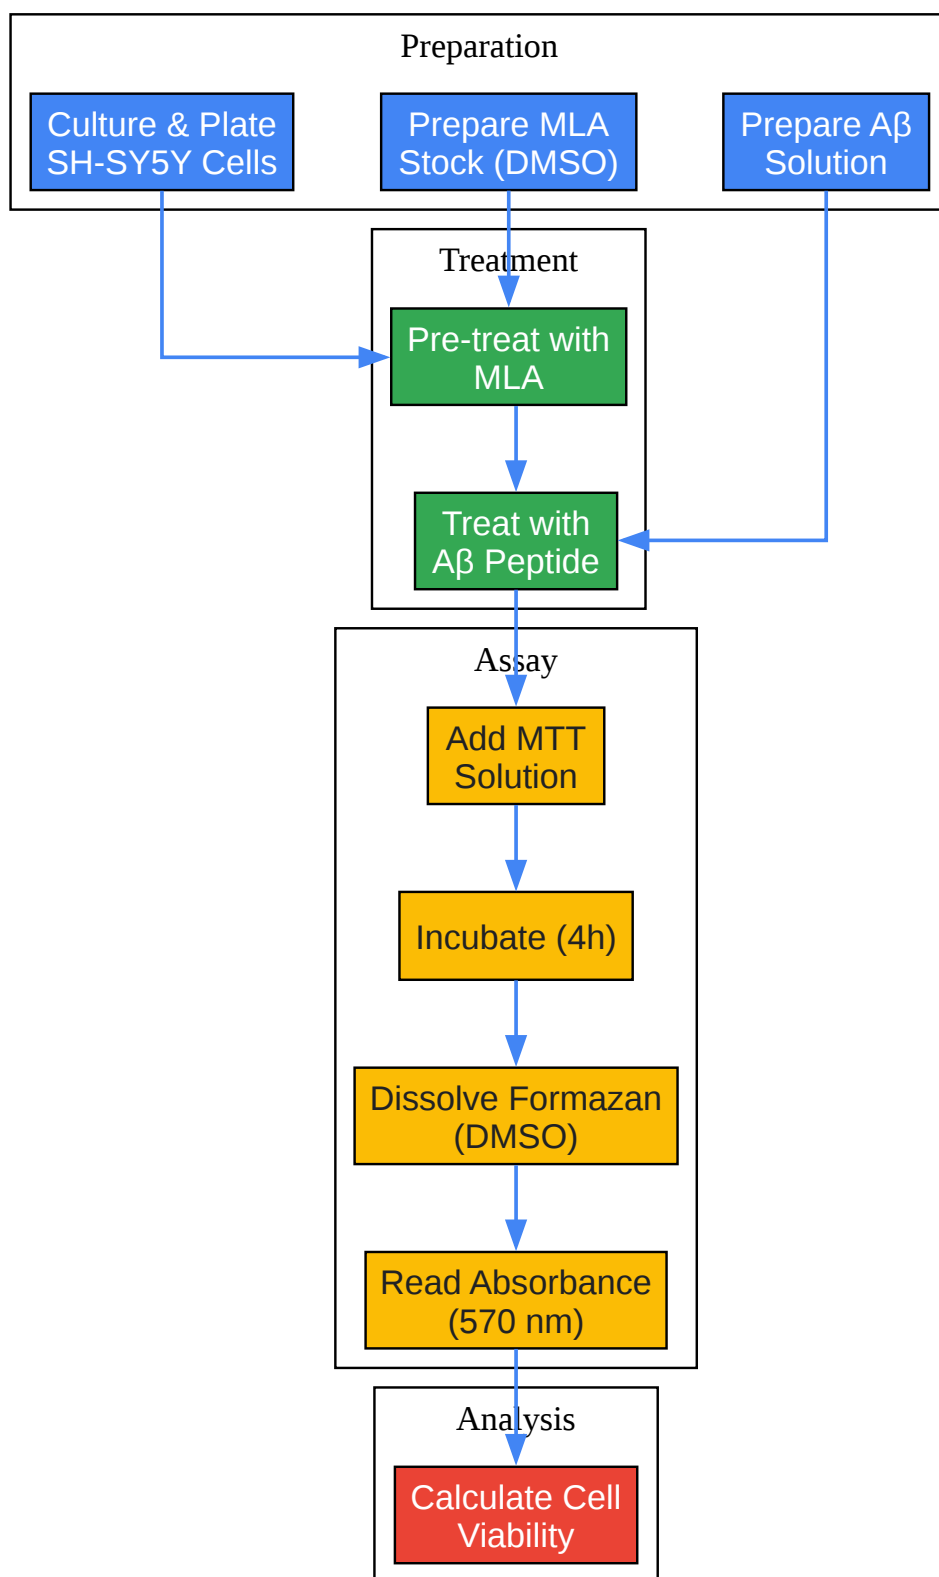 Preparation
Culture & Plate
SH-SY5Y Cells
Prepare MLA
Stock (DMSO)
Prepare Aβ
Solution
Treatment
Pre-treat with
MLA
Treat with
Aβ Peptide
Assay
Add MTT
Solution
Incubate (4h)
Dissolve Formazan
(DMSO)
Read Absorbance
(570 nm)
Analysis
Calculate Cell
Viability